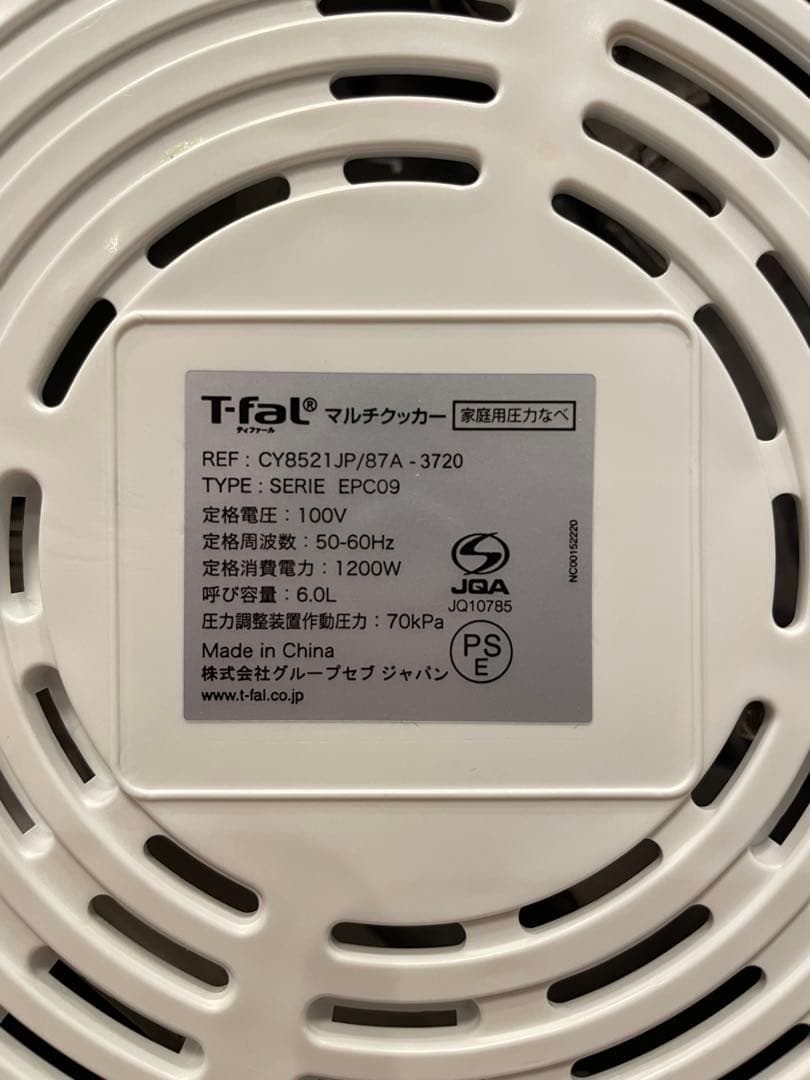 T-fal® マルチクッカー 家庭用圧力なべ
ティファール
REF : CY8521JP/87A - 3720
TYPE : SERIE EPC09
定格電圧 : 100V
定格周波数 : 50-60Hz
定格消費電力 : 1200W
呼び容量 : 6.0L
圧力調整装置作動圧力 : 70kPa
Made in China
株式会社グループセブ ジャパン
www.t-fal.co.jp
S
JQA
JQ10785
PS
E
NC00152220